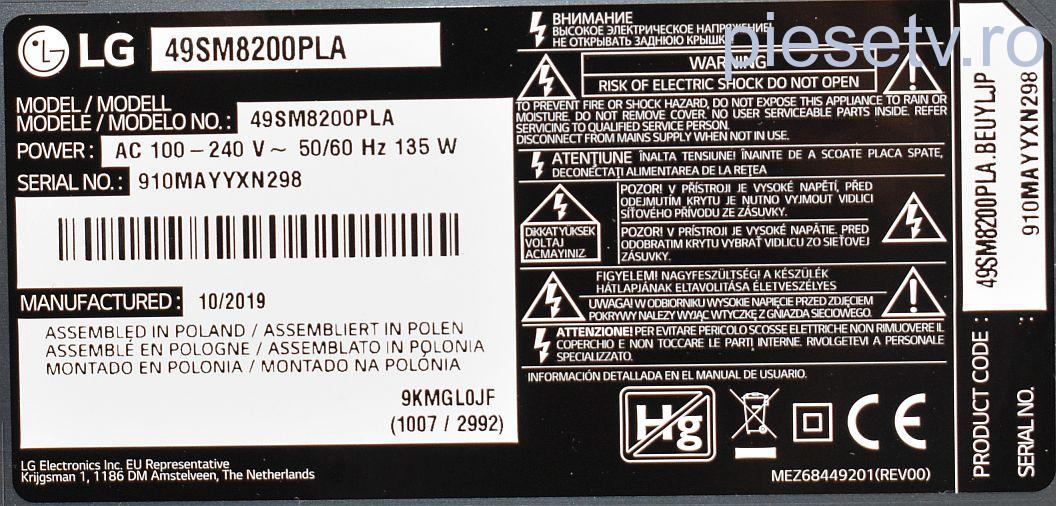 LG 49SM8200PLA
MODEL / MODELL
MODELE / MODELO NO. : 49SM8200PLA
POWER : AC 100 – 240 V ~ 50/60 Hz 135 W
SERIAL NO. : 910MAYYXN298
MANUFACTURED : 10/2019
ASSEMBLED IN POLAND / ASSEMBLIERT IN POLEN
ASSEMBLÉ EN POLOGNE / ASSEMBLATO IN POLONIA
MONTADO EN POLONIA / MONTADO NA POLÓNIA
9KMGL0JF
(1007 / 2992)
LG Electronics Inc. EU Representative
Krijgsman 1, 1186 DM Amstelveen, The Netherlands
ВНИМАНИЕ
ВЫСОКОЕ ЭЛЕКТРИЧЕСКОЕ НАПРЯЖЕНИЕ!
НЕ ОТКРЫВАТЬ ЗАДНЮЮ КРЫШКУ
piesetv.ro
WARNING
RISK OF ELECTRIC SHOCK DO NOT OPEN
TO PREVENT FIRE OR SHOCK HAZARD, DO NOT EXPOSE THIS APPLIANCE TO RAIN OR
MOISTURE. DO NOT REMOVE COVER. NO USER SERVICEABLE PARTS INSIDE. REFER
SERVICING TO QUALIFIED SERVICE PERSON.
DISCONNECT FROM MAINS SUPPLY WHEN NOT IN USE.
ATENŢIUNE ÎNALTA TENSIUNE! ÎNAINTE DE A SCOATE PLACA SPATE,
DECONECTAŢI ALIMENTAREA DE LA REŢEA
DİKKATYÜKSEK
VOLTAJ
ACMAYINIZ
POZOR! V PŘÍSTROJI JE VYSOKÉ NAPĚTÍ, PŘED
ODEJMUTÍM KRYTU JE NUTNO VYJMOUT VIDLICI
SÍŤOVÉHO PŘÍVODU ZE ZÁSUVKY.
POZOR! V PRÍSTROJI JE VYSOKÉ NAPÄTIE. PRED
ODOBRATIM KRYTU VYBRAŤ VIDLICU ZO SIEŤOVEJ
ZÁSUVKY.
FIGYELEM! NAGYFESZÜLTSÉG! A KÉSZÜLÉK
HÁTLAPJÁNAK ELTAVOLÍTÁSA ÉLETVESZÉLYES
UWAGA! W ODBIORNIKU WYSOKIE NAPIĘCIE PRZED ZDJĘCIEM
POKRYWY NALEŻY WYJĄĆ WTYCZKĘ Z GNIAZDA SIECIOWEGO.
ATTENZIONE! PER EVITARE PERICOLO SCOSSE ELETTRICHE NON RIMUOVERE IL
COPERCHIO E NON TOCCARE LE PARTI INTERNE. RIVOLGETEVI A PERSONALE
SPECIALIZZATO.
INFORMACIÓN DETALLADA EN EL MANUAL DE USUARIO.
Hg
CE
MEZ68449201(REV00)
PRODUCT CODE : 49SM8200PLA.BEUYLJP
SERIAL NO. : 910MAYYXN298